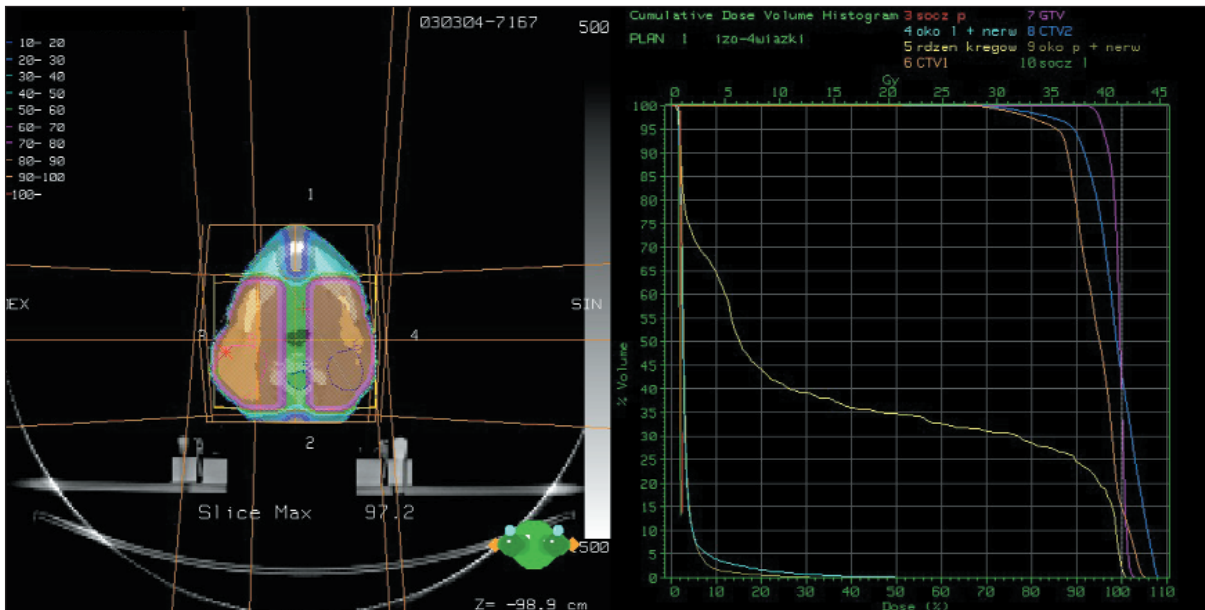 030304-7167
500
10- 20
20- 30
30- 40
40- 50
50- 60
60- 70
70- 80
80- 90
90-100
100-
1
EX
SIN
3
4
2
Slice Max 97.2
500
Z= -98.9 cm
Cumulative Dose Volume Histogram
PLAN 1 izo-4wiazki
3 socz p
4 oko l + nerw
5 rdzen kregow
6 CTV1
7 GTV
8 CTV2
9 oko p + nerw
10 socz l
Gy
0 5 10 15 20 25 30 35 40 45
100
95
90
85
80
75
70
65
60
55
50
45
40
35
30
25
20
15
10
5
0
% Volume
0 10 20 30 40 50 60 70 80 90 100 110
Dose (%)